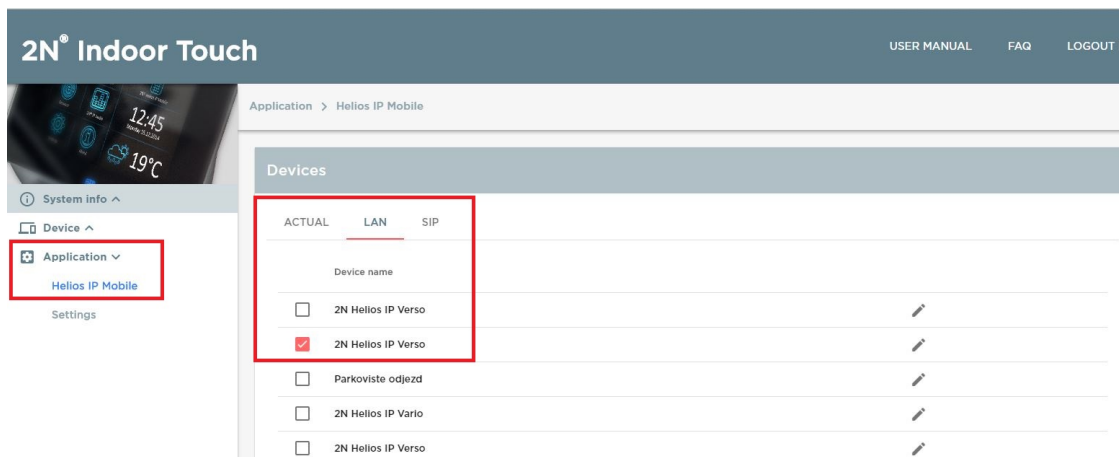 2N® Indoor Touch
USER MANUAL FAQ LOGOUT
12:45
19°C
Application > Helios IP Mobile
Devices
System info
Device
Application
Helios IP Mobile
Settings
ACTUAL LAN SIP
Device name
2N Helios IP Verso
2N Helios IP Verso
Parkoviste odjezd
2N Helios IP Vario
2N Helios IP Verso